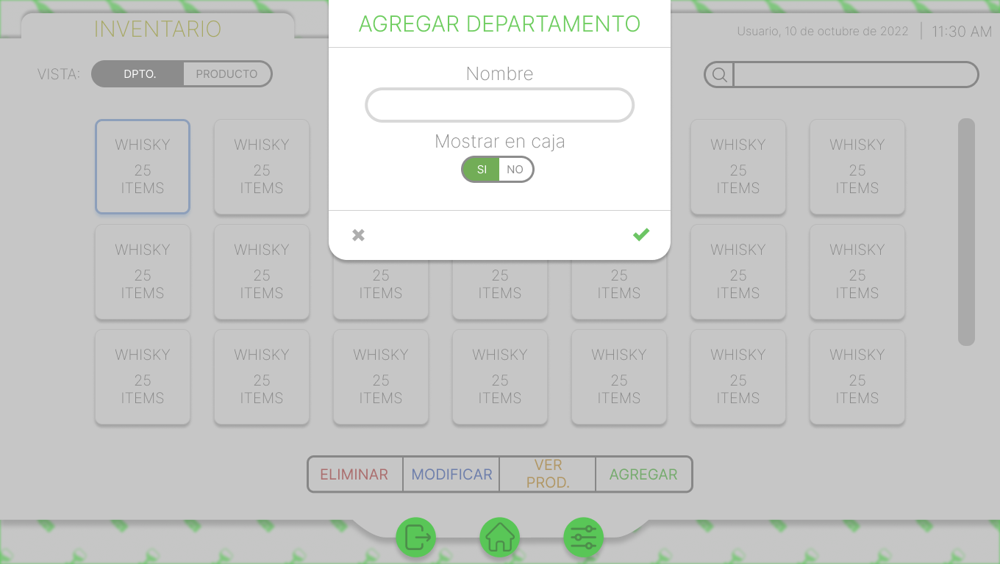 AGREGAR DEPARTAMENTO
INVENTARIO
Usuario, 10 de octubre de 2022
11:30 AM
VISTA:
DPTO.
PRODUCTO
Nombre
Mostrar en caja
SI
NO
WHISKY WHISKY WHISKY WHISKY
25 25 25 25
ITEMS ITEMS ITEMS ITEMS
WHISKY WHISKY WHISKY WHISKY
25 25 25 25 25 25 25
ITEMS ITEMS ITEMS ITEMS ITEMS ITEMS ITEMS
WHISKY WHISKY WHISKY WHISKY WHISKY WHISKY WHISKY
25 25 25 25 25 25 25
ITEMS ITEMS ITEMS ITEMS ITEMS ITEMS ITEMS
ELIMINAR
MODIFICAR
VER
PROD.
AGREGAR